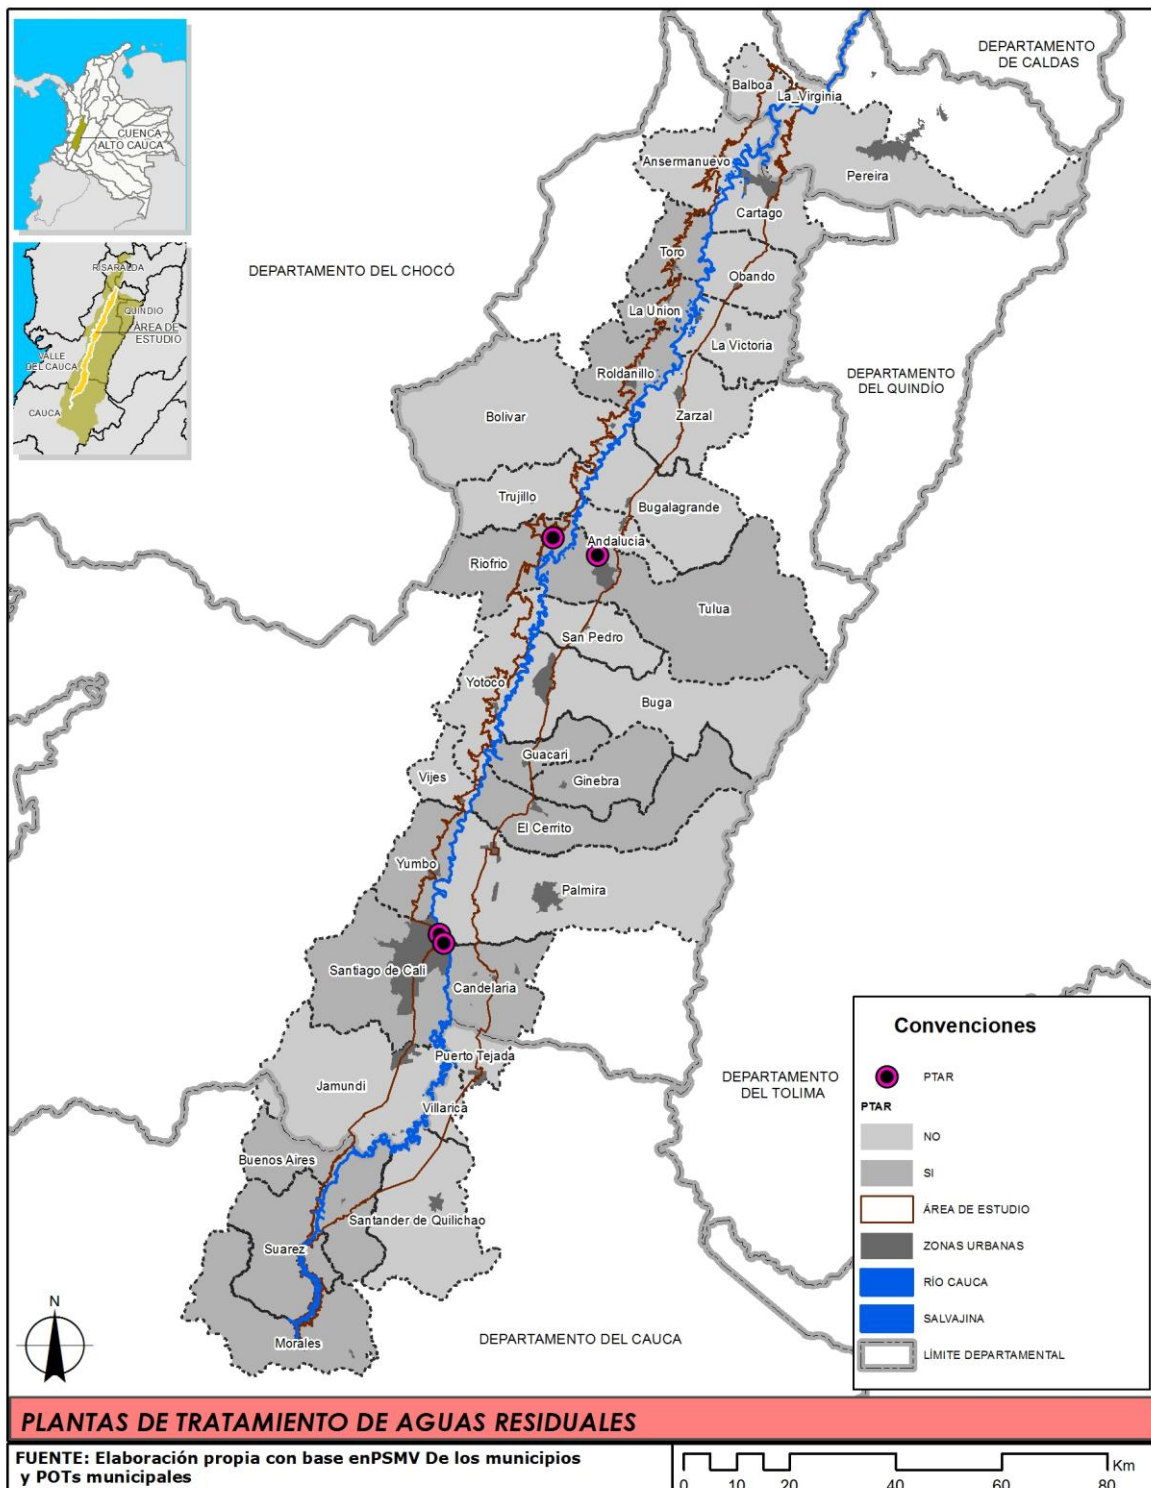 CUENCA
ALTO CAUCA
RISARALDA
QUINDIO
ÁREA DE
ESTUDIO
VALLE
DEL CAUCA
CAUCA
DEPARTAMENTO
DE CALDAS
Balboa
La_Virginia
Ansermanuevo
Pereira
Cartago
Toro
DEPARTAMENTO DEL CHOCÓ
Obando
La Union
La Victoria
Roldanillo
DEPARTAMENTO
DEL QUINDÍO
Bolivar
Zarzal
Trujillo
Bugalagrande
Andalucia
Riofrio
Tulua
San Pedro
Yotoco
Buga
Guacarí
Vijes
Ginebra
El Cerrito
Yumbo
Palmira
Santiago de Cali
Candelaria
Puerto Tejada
Jamundi
DEPARTAMENTO
DEL TOLIMA
Villarica
Buenos Aires
Santander de Quilichao
Suarez
Morales
DEPARTAMENTO DEL CAUCA
N
Convenciones
PTAR
PTAR
NO
SI
ÁREA DE ESTUDIO
ZONAS URBANAS
RÍO CAUCA
SALVAJINA
LÍMITE DEPARTAMENTAL
PLANTAS DE TRATAMIENTO DE AGUAS RESIDUALES
FUENTE: Elaboración propia con base enPSMV De los municipios
y POTs municipales
Km
0 10 20 40 60 80